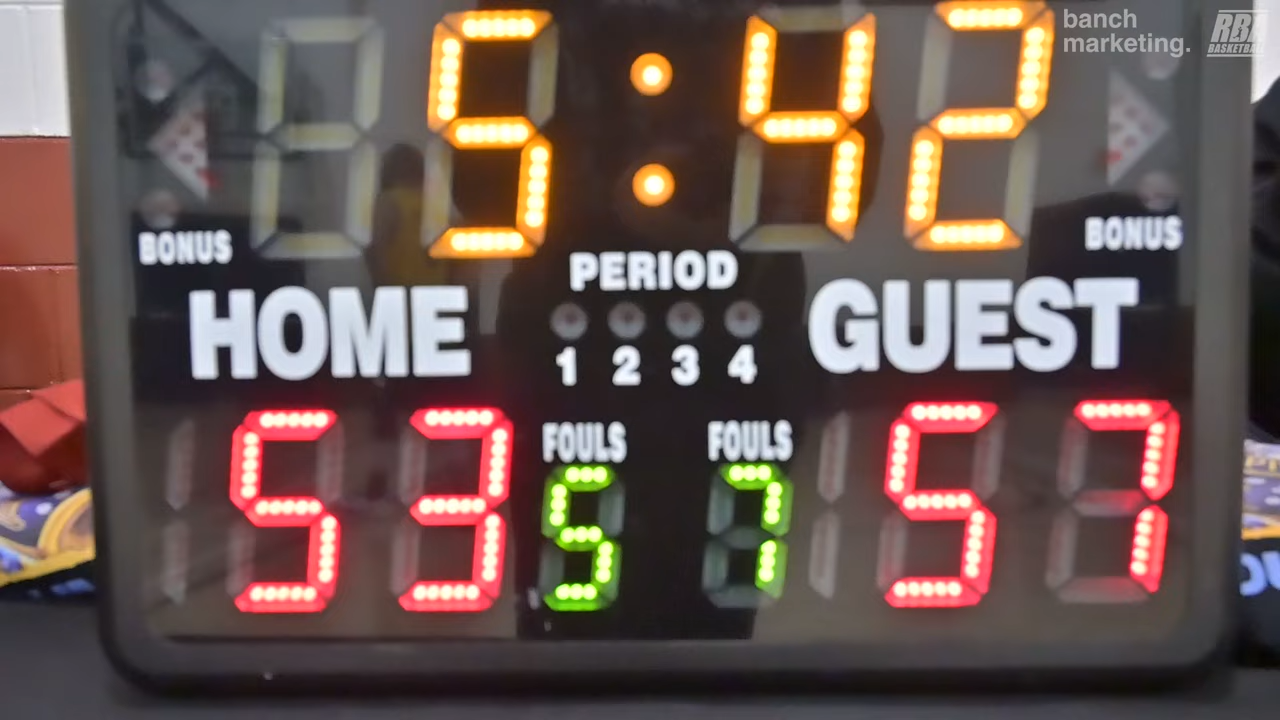 banch
marketing.
RBA
BASKETBALL
5:42
BONUS
BONUS
PERIOD
HOME
GUEST
1 2 3 4
FOULS
FOULS
53
5
7
57